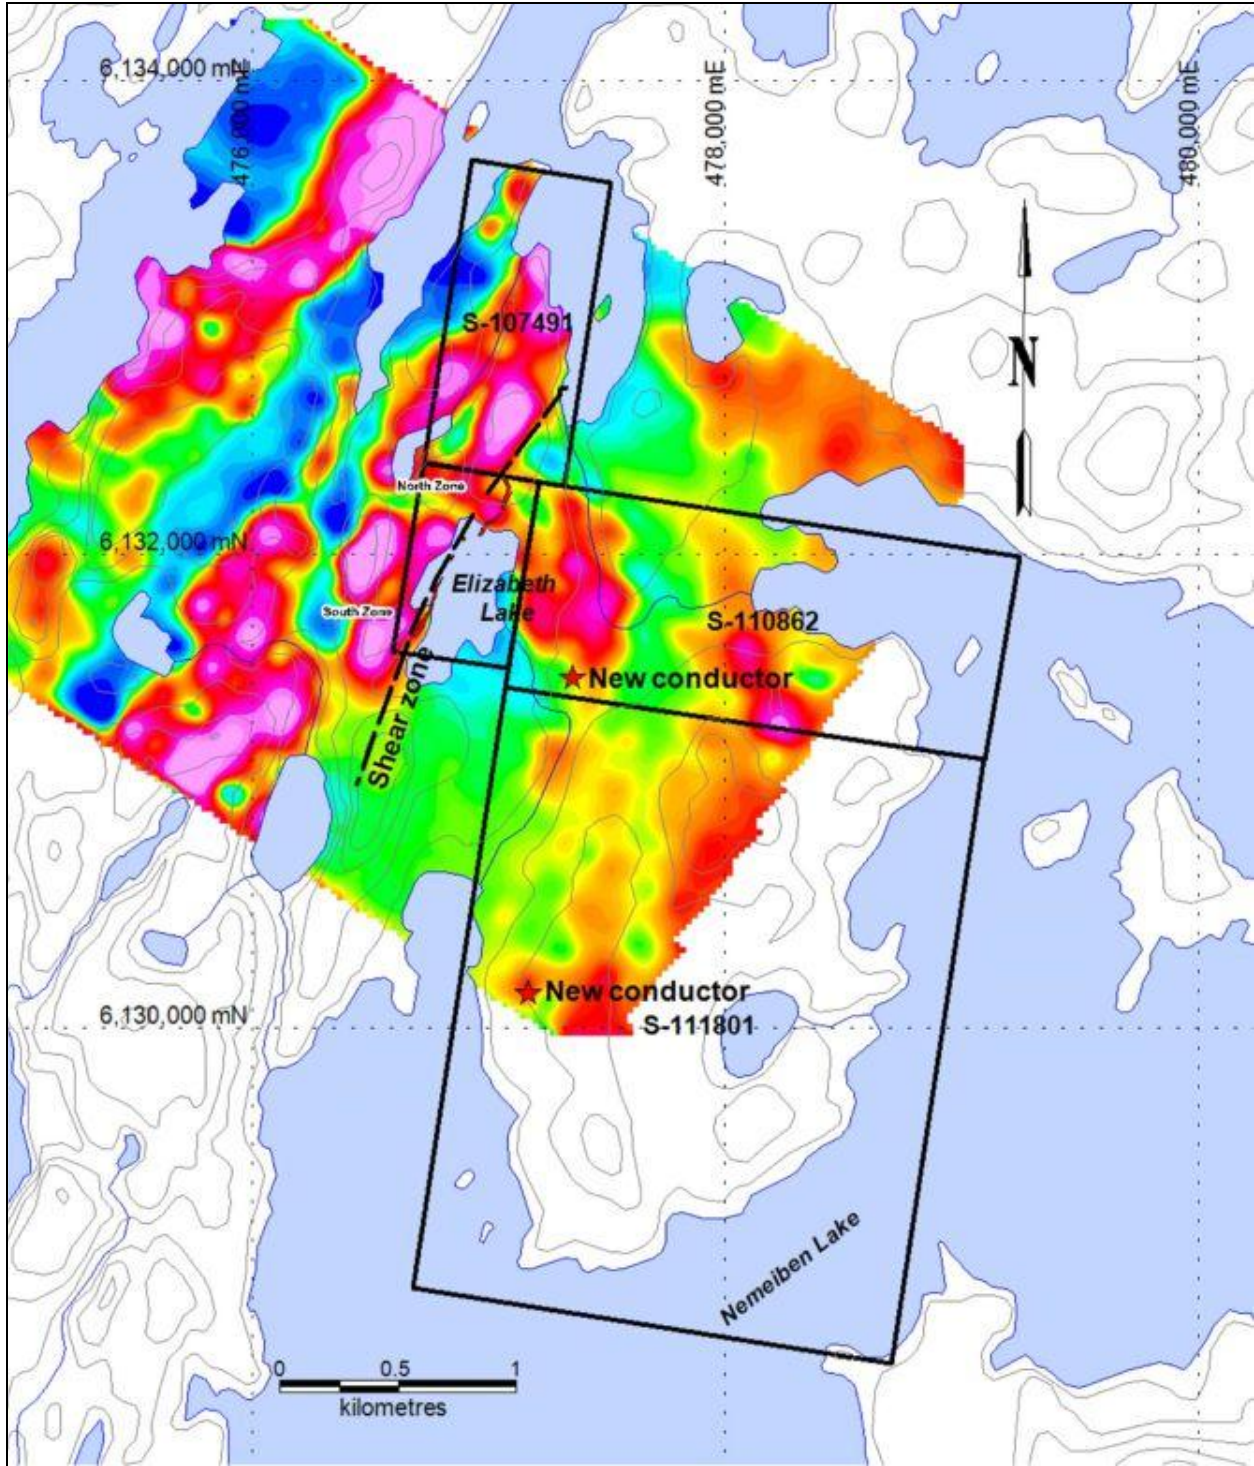 6,134,000 mN
476,000 mE
478,000 mE
480,000 mE
S-107491
N
North Zone
6,132,000 mN
Elizabeth
Lake
South Zone
S-110862
New conductor
Shear zone
New conductor
6,130,000 mN
S-111801
Nemeiben Lake
0 0.5 1
kilometres